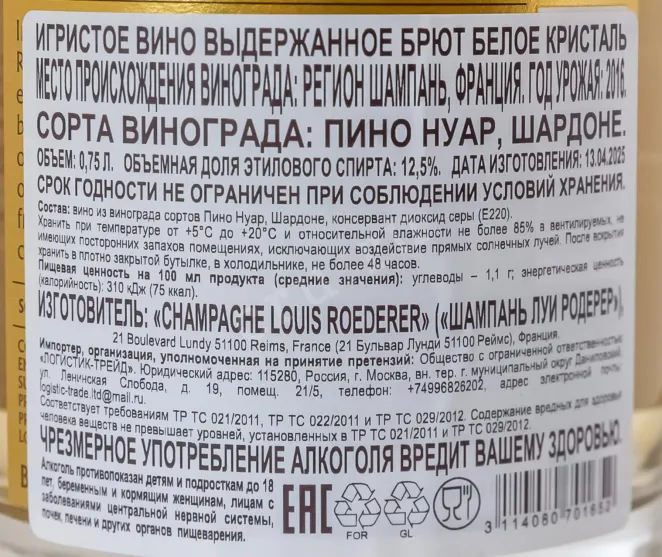 ИГРИСТОЕ ВИНО ВЫДЕРЖАННОЕ БРЮТ БЕЛОЕ КРИСТАЛЬ
МЕСТО ПРОИСХОЖДЕНИЯ ВИНОГРАДА: РЕГИОН ШАМПАНЬ, ФРАНЦИЯ. ГОД УРОЖАЯ: 2016.
СОРТА ВИНОГРАДА: ПИНО НУАР, ШАРДОНЕ.
ОБЪЕМ: 0,75 Л. ОБЪЕМНАЯ ДОЛЯ ЭТИЛОВОГО СПИРТА: 12,5%. ДАТА ИЗГОТОВЛЕНИЯ: 13.04.2025
СРОК ГОДНОСТИ НЕ ОГРАНИЧЕН ПРИ СОБЛЮДЕНИИ УСЛОВИЙ ХРАНЕНИЯ.
Состав: вино из винограда сортов Пино Нуар, Шардоне, консервант диоксид серы (Е220).
Хранить при температуре от +5°С до +20°С и относительной влажности не более 85% в вентилируемых, не
имеющих посторонних запахов помещениях, исключающих воздействие прямых солнечных лучей. После вскрытия
хранить в плотно закрытой бутылке, в холодильнике, не более 48 часов.
Пищевая ценность на 100 мл продукта (средние значения): углеводы – 1,1 г; энергетическая ценность
(калорийность): 310 кДж (75 ккал).
ИЗГОТОВИТЕЛЬ: «CHAMPAGHE LOUIS ROEDERER» («ШАМПАНЬ ЛУИ РОДЕРЕР»),
21 Boulevard Lundy 51100 Reims, France (21 Бульвар Лунди 51100 Реймс), Франция.
Импортер, организация, уполномоченная на принятие претензий: Общество с ограниченной ответственностью
«ЛОГИСТИК-ТРЕЙД». Юридический адрес: 115280, Россия, г. Москва, вн. тер. г. муниципальный округ Даниловский,
ул. Ленинская Слобода, д. 19, помещ. 21/5, телефон: +74996826202, адрес электронной почты:
logistic-trade.ltd@mail.ru.
Соответствует требованиям ТР ТС 021/2011, ТР ТС 022/2011 и ТР ТС 029/2012. Содержание вредных для здоровья
человека веществ не превышает уровней, установленных в ТР ТС 021/2011 и ТР ТС 029/2012.
ЧРЕЗМЕРНОЕ УПОТРЕБЛЕНИЕ АЛКОГОЛЯ ВРЕДИТ ВАШЕМУ ЗДОРОВЬЮ.
Алкоголь противопоказан детям и подросткам до 18
лет, беременным и кормящим женщинам, лицам с
заболеваниями центральной нервной системы,
почек, печени и других органов пищеварения.
EAC
FOR
GL
3 114080 701652